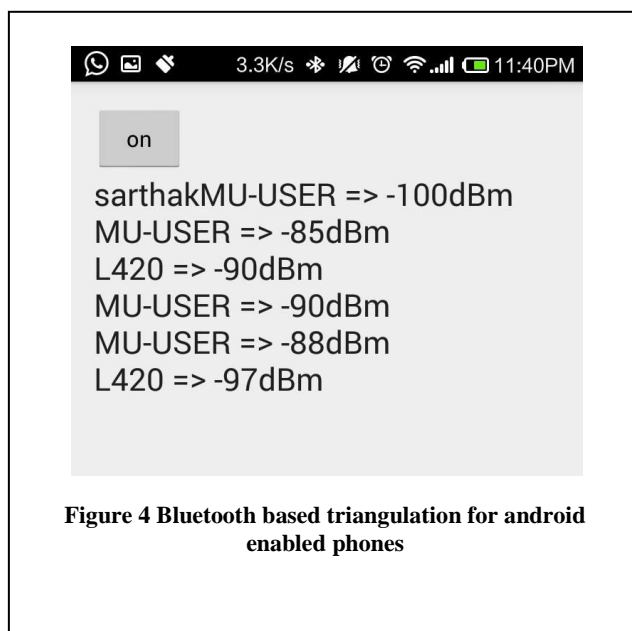 3.3K/s 11:40PM
on
sarthakMU-USER => -100dBm
MU-USER => -85dBm
L420 => -90dBm
MU-USER => -90dBm
MU-USER => -88dBm
L420 => -97dBm
Figure 4 Bluetooth based triangulation for android
enabled phones